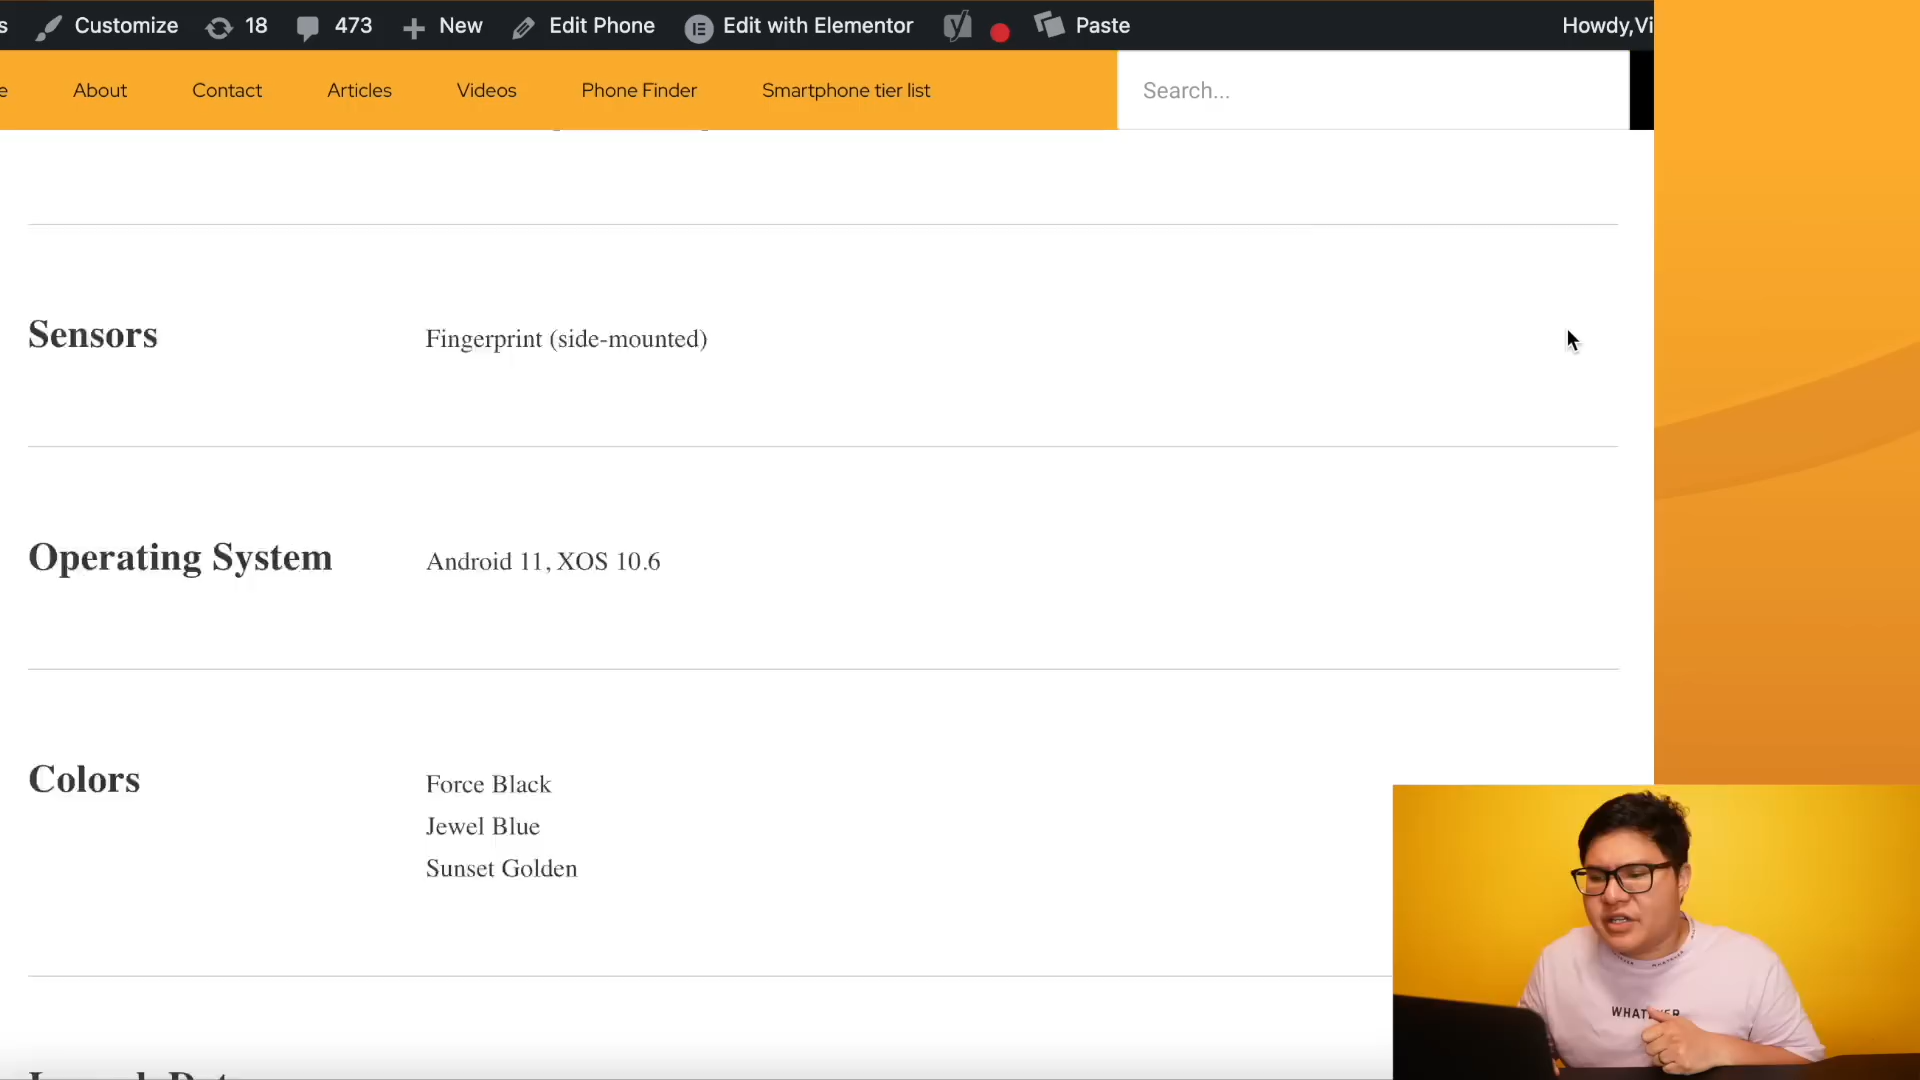 Customize 18 473 New Edit Phone Edit with Elementor Paste Howdy,Vi
About Contact Articles Videos Phone Finder Smartphone tier list Search...
Sensors Fingerprint (side-mounted)
Operating System Android 11, XOS 10.6
Colors Force Black
Jewel Blue
Sunset Golden